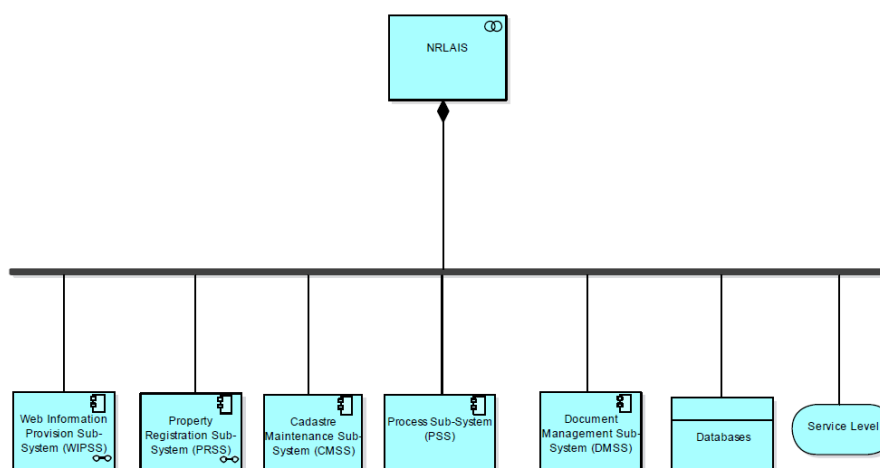 NRLAIS
Web Information
Provision Sub-
System (WIPSS)
Property
Registration Sub-
System (PRSS)
Cadastre
Maintenance Sub-
System (CMSS)
Process Sub-System
(PSS)
Document
Management Sub-
System (DMSS)
Databases
Service Level